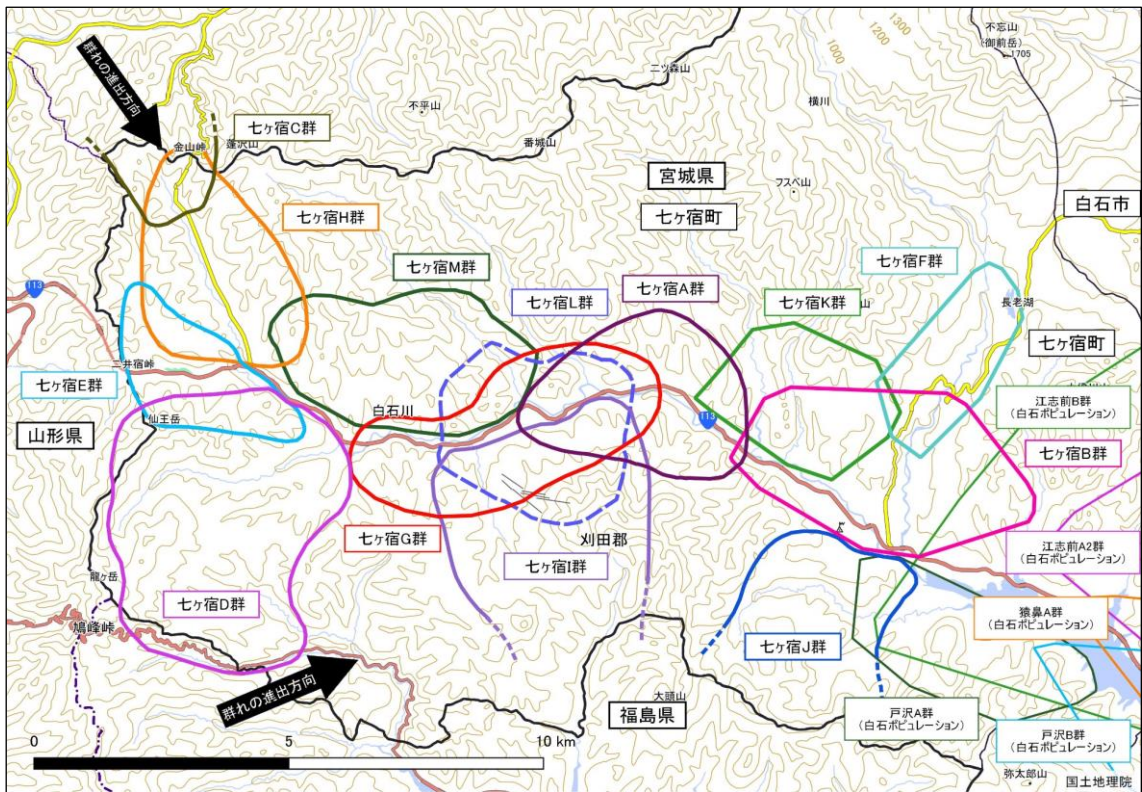 不忘山
(御前岳)
1705
1300
1200
1000
二ツ森山
横川
群れの進出方向
不平山
七ヶ宿C群
金山峠
蓬沢山
番城山
宮城県
フスベ山
七ヶ宿町
白石市
七ヶ宿H群
七ヶ宿M群
七ヶ宿L群
七ヶ宿A群
七ヶ宿K群
七ヶ宿F群
山
長老湖
113
七ヶ宿町
二井宿峠
七ヶ宿E群
白石川
仙王岳
山形県
113
江志前B群
(白石ポピュレーション)
七ヶ宿B群
七ヶ宿G群
刈田郡
七ヶ宿I群
江志前A2群
(白石ポピュレーション)
龍ヶ岳
七ヶ宿D群
鳩峰峠
猿鼻A群
(白石ポピュレーション)
七ヶ宿J群
群れの進出方向
大頭山
福島県
戸沢A群
(白石ポピュレーション)
戸沢B群
(白石ポピュレーション)
0 5 10 km
弥太郎山
国土地理院